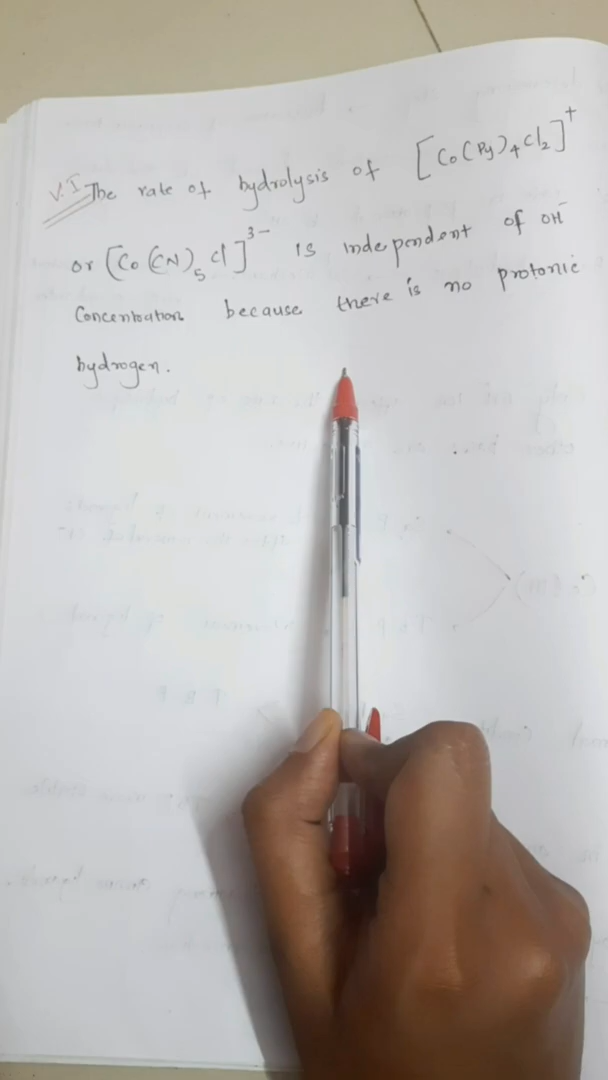 V.I The rate of hydrolysis of [Co(Py)₄Cl₂]⁺
or [Co(CN)₅Cl]³⁻ is independent of OH⁻
Concentration because there is no protonic
hydrogen.